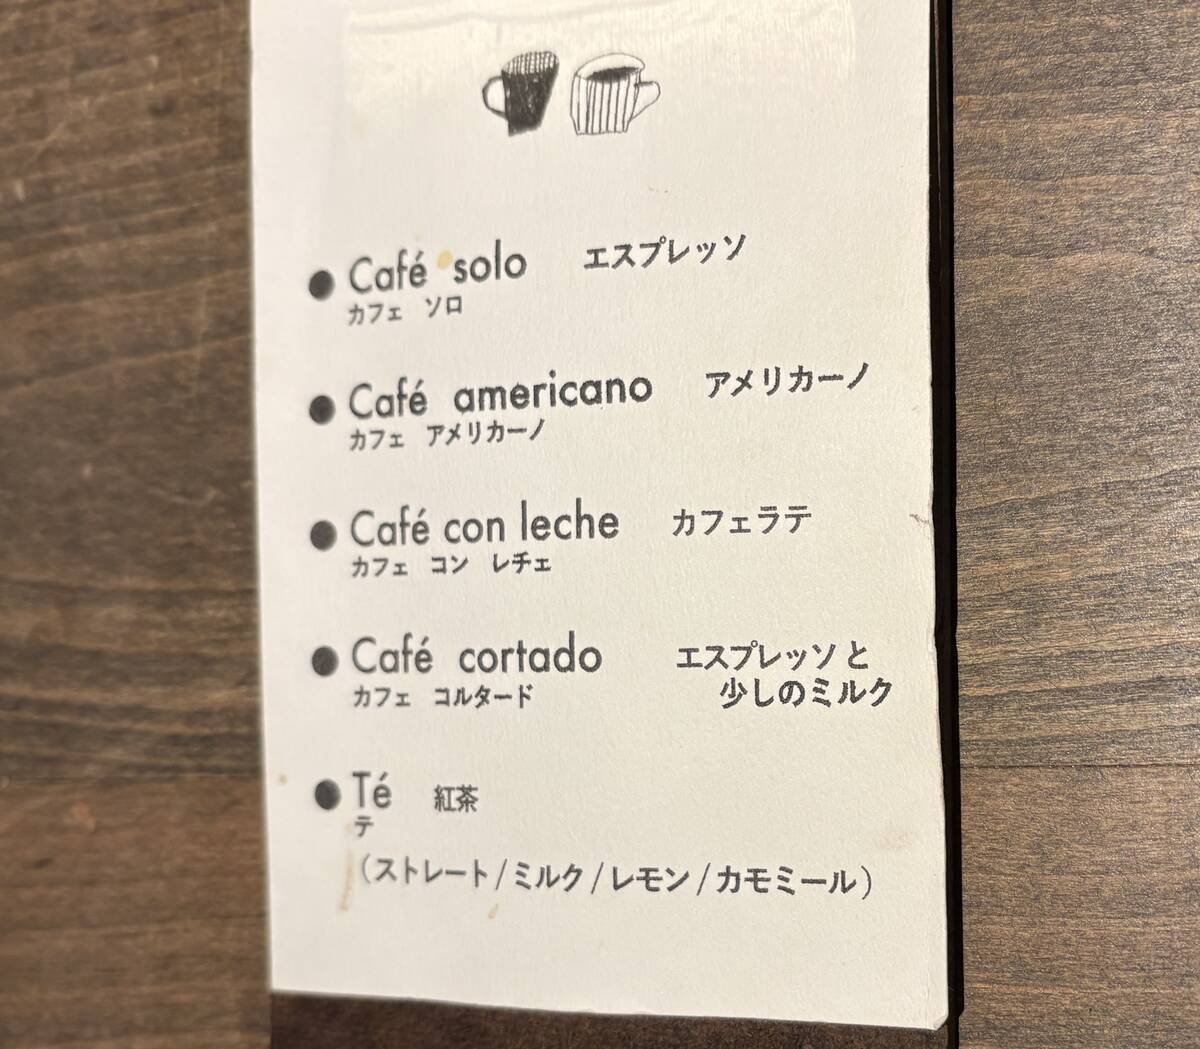 Café solo エスプレッソ
カフェ ソロ
Café americano アメリカーノ
カフェ アメリカーノ
Café con leche カフェラテ
カフェ コン レチェ
Café cortado エスプレッソと
カフェ コルタード 少しのミルク
Té 紅茶
テ
(ストレート/ミルク/レモン/カモミール)